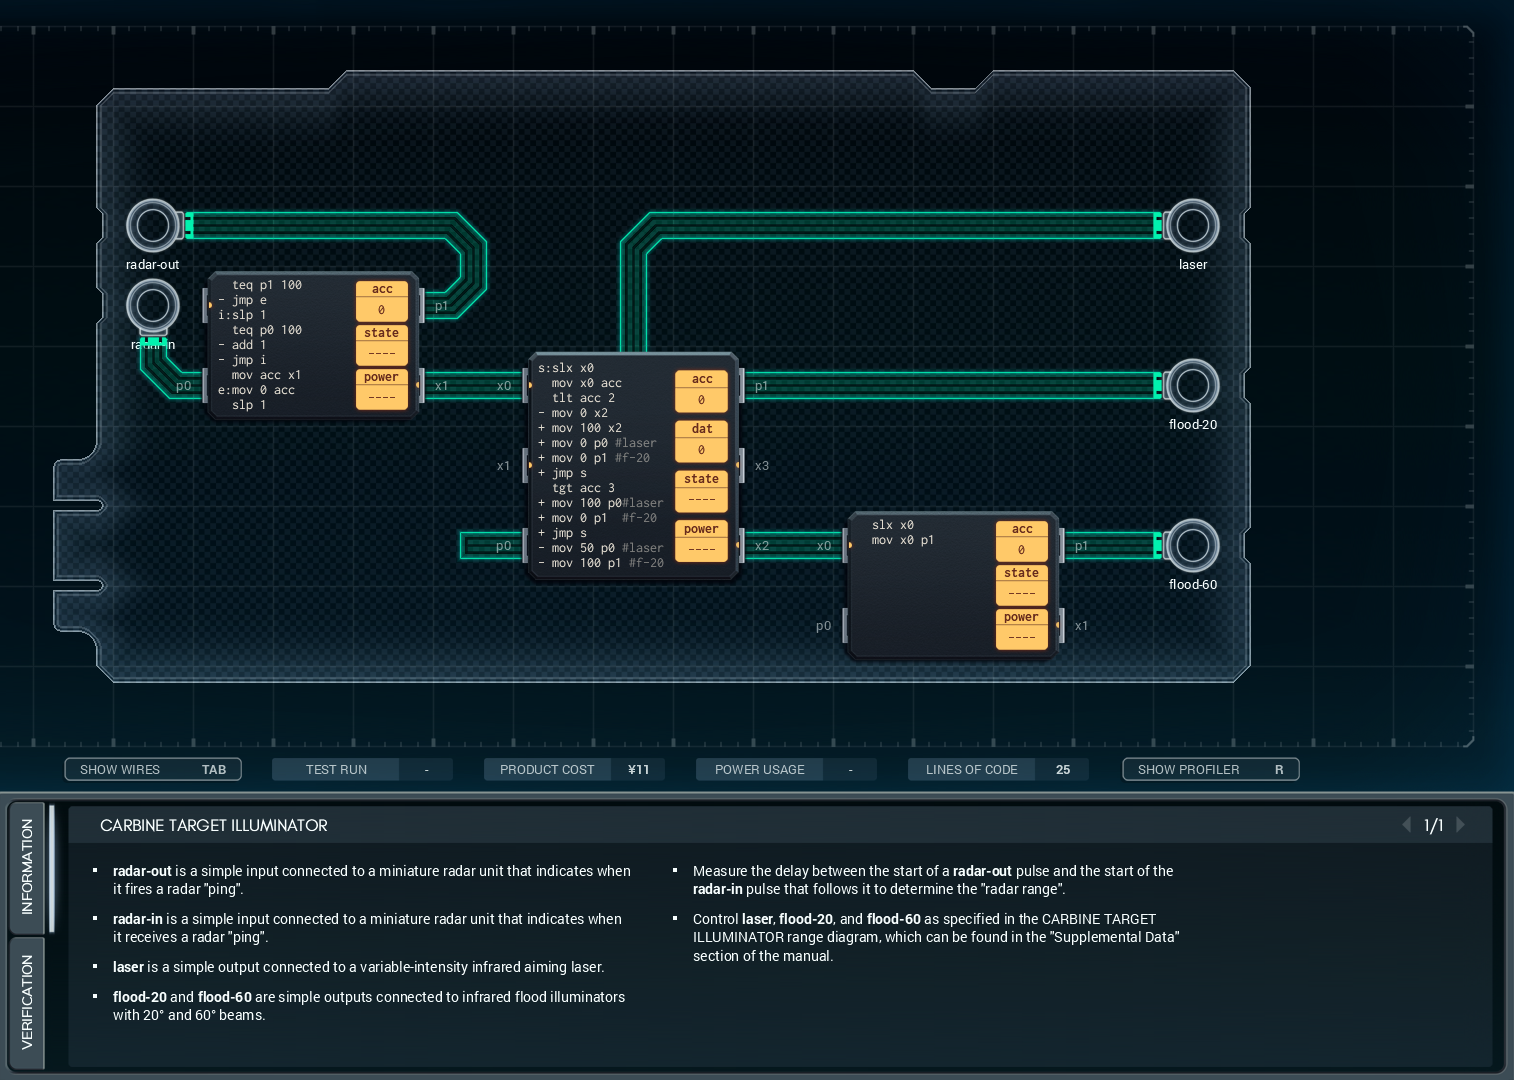 radar-out
radar-in
laser
flood-20
flood-60
teq p1 100
- jmp e
i:slp 1
teq p0 100
- add 1
- jmp i
mov acc x1
e:mov 0 acc
slp 1
acc
0
state
----
power
----
p1
p0
x1
x0
s:slx x0
mov x0 acc
tlt acc 2
- mov 0 x2
+ mov 100 x2
+ mov 0 p0 #laser
+ mov 0 p1 #f-20
+ jmp s
tgt acc 3
+ mov 100 p0#laser
+ mov 0 p1 #f-20
+ jmp s
- mov 50 p0 #laser
- mov 100 p1 #f-20
acc
0
dat
0
state
----
power
----
p1
x1
x3
p0
x2
x0
slx x0
mov x0 p1
acc
0
state
----
power
----
p1
p0
x1
SHOW WIRES TAB
TEST RUN -
PRODUCT COST ¥11
POWER USAGE -
LINES OF CODE 25
SHOW PROFILER R
INFORMATION
VERIFICATION
CARBINE TARGET ILLUMINATOR
1/1
▪ radar-out is a simple input connected to a miniature radar unit that indicates when
it fires a radar "ping".
▪ radar-in is a simple input connected to a miniature radar unit that indicates when
it receives a radar "ping".
▪ laser is a simple output connected to a variable-intensity infrared aiming laser.
▪ flood-20 and flood-60 are simple outputs connected to infrared flood illuminators
with 20° and 60° beams.
▪ Measure the delay between the start of a radar-out pulse and the start of the
radar-in pulse that follows it to determine the "radar range".
▪ Control laser, flood-20, and flood-60 as specified in the CARBINE TARGET
ILLUMINATOR range diagram, which can be found in the "Supplemental Data"
section of the manual.